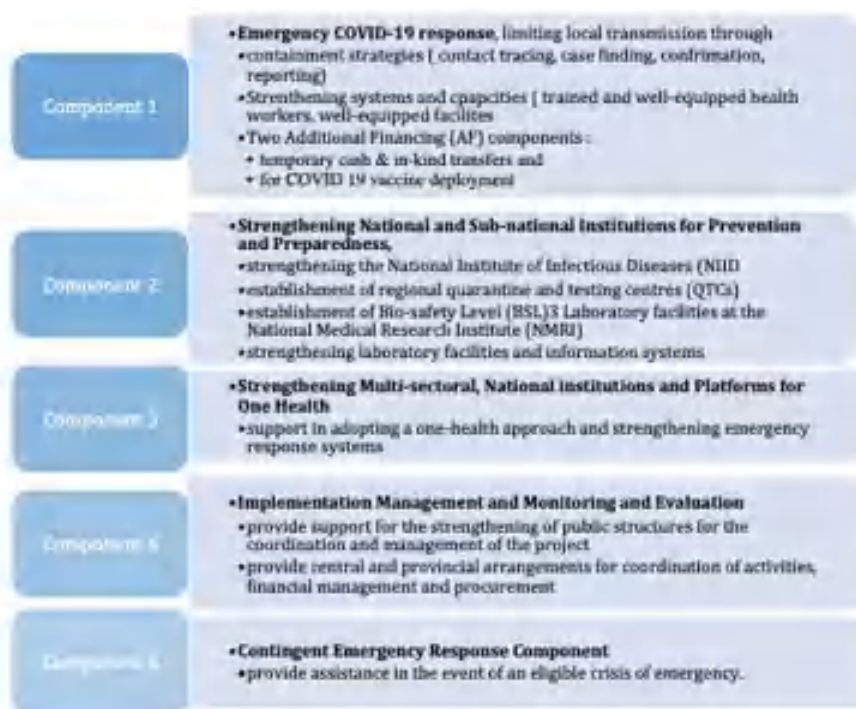 Component 1
•Emergency COVID-19 response, limiting local transmission through
•containment strategies ( contact tracing, case finding, confrimation,
reporting)
•Strenthening systems and cpapcities ( trained and well-equipped health
workers, well-equipped facilites
•Two Additional Financing (AF) components :
• temporary cash & in-kind transfers and
• for COVID 19 vaccine deployment
Component 2
•Strengthening National and Sub-national Institutions for Prevention
and Preparedness,
•strengthening the National Institute of Infectious Diseases (NIID
•establishment of regional quarantine and testing centres (QTCs)
•establishment of Bio-safety Level (BSL)3 Laboratory facilities at the
National Medical Research Institute (NMRI)
•strengthening laboratory facilities and information systems
Component 3
•Strengthening Multi-sectoral, National institutions and Platforms for
One Health
•support in adopting a one-health approach and strengthening emergency
response systems
Component 4
•Implementation Management and Monitoring and Evaluation
•provide support for the strengthening of public structures for the
coordination and management of the project
•provide central and provincial arrangements for coordination of activities,
financial management and procurement
Component 5
•Contingent Emergency Response Component
•provide assistance in the event of an eligible crisis of emergency.